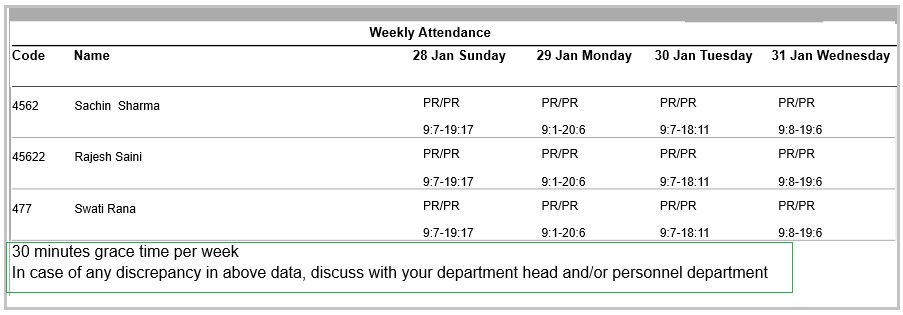 Weekly Attendance
Code Name 28 Jan Sunday 29 Jan Monday 30 Jan Tuesday 31 Jan Wednesday
4562 Sachin Sharma PR/PR PR/PR PR/PR PR/PR
9:7-19:17 9:1-20:6 9:7-18:11 9:8-19:6
45622 Rajesh Saini PR/PR PR/PR PR/PR PR/PR
9:7-19:17 9:1-20:6 9:7-18:11 9:8-19:6
477 Swati Rana PR/PR PR/PR PR/PR PR/PR
9:7-19:17 9:1-20:6 9:7-18:11 9:8-19:6
30 minutes grace time per week
In case of any discrepancy in above data, discuss with your department head and/or personnel department